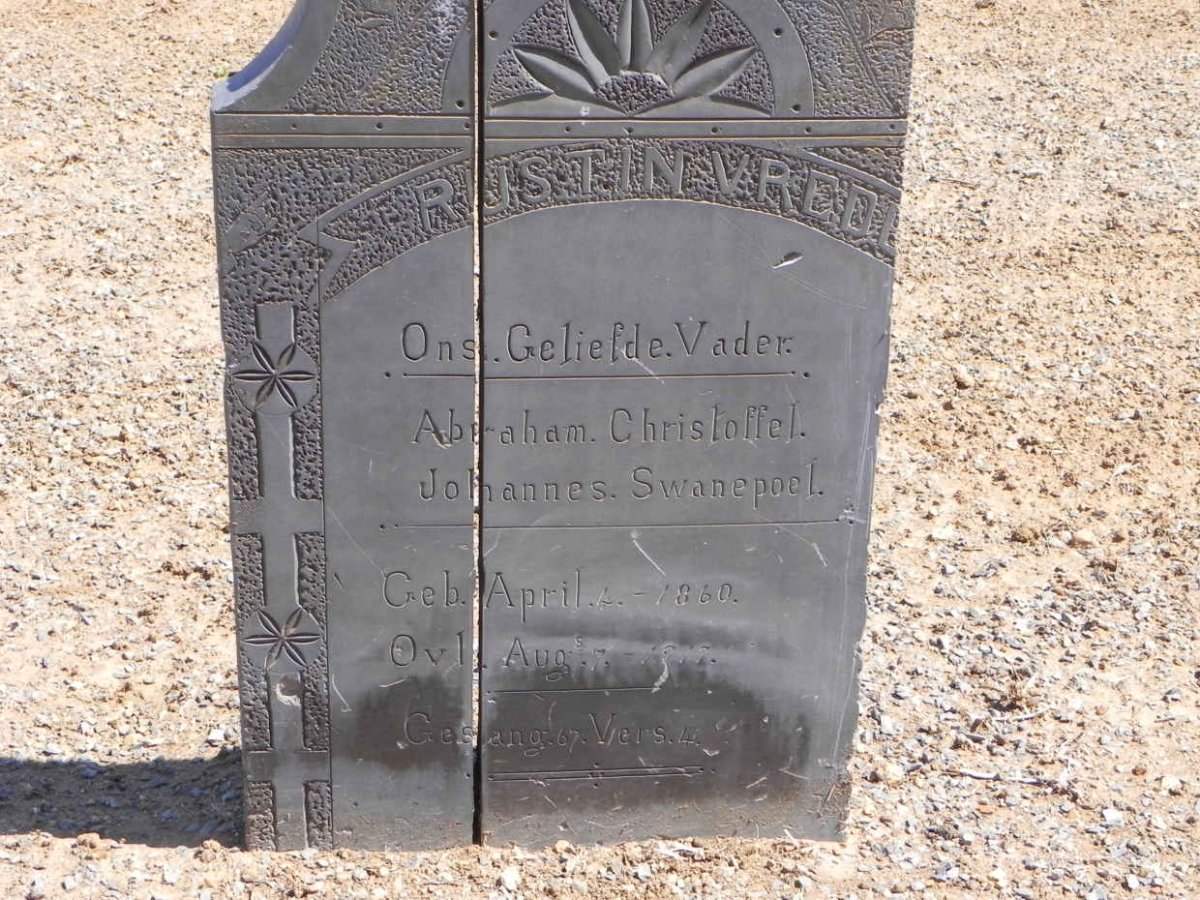 RUST IN VREDE
Ons. Geliefde. Vader.
Abraham. Christoffel.
Johannes. Swanepoel.
Geb. April. 4. - 1860.
Ovl. Augs. 7. -
Gesang. 67. Vers. 4.